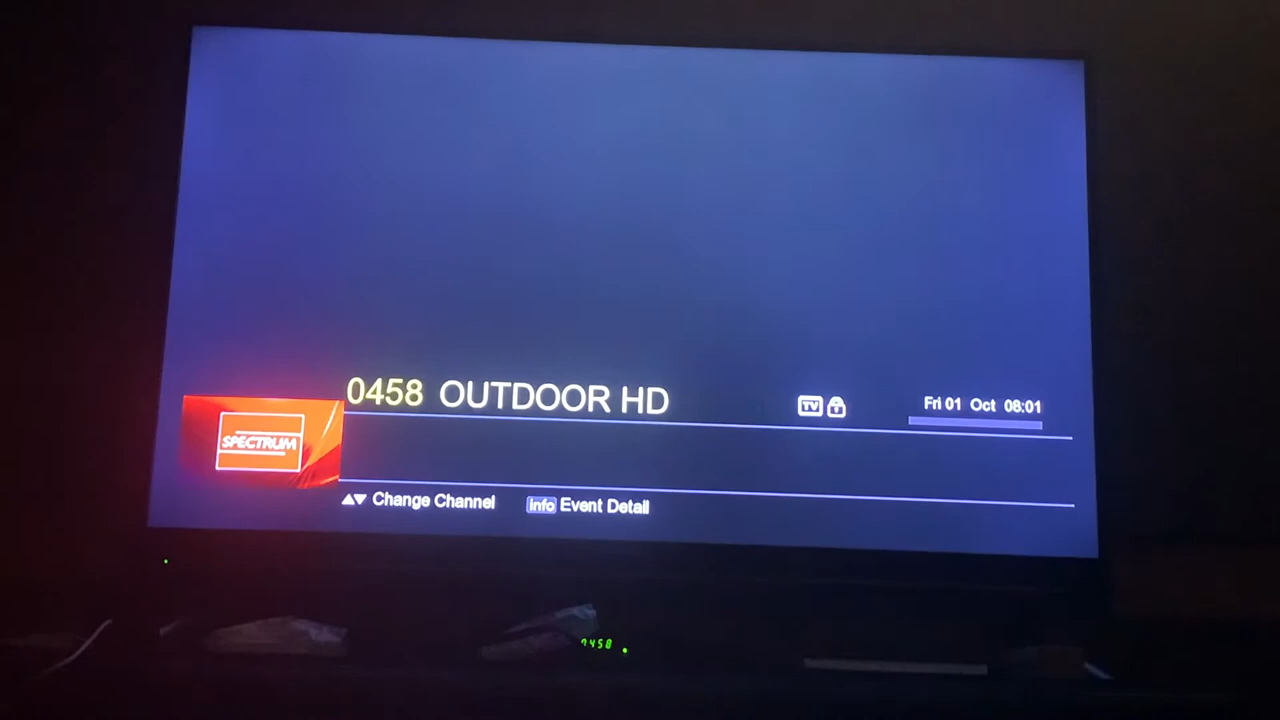 0458 OUTDOOR HD
TV
Fri 01 Oct 08:01
SPECTRUM
Change Channel
info Event Detail
0458